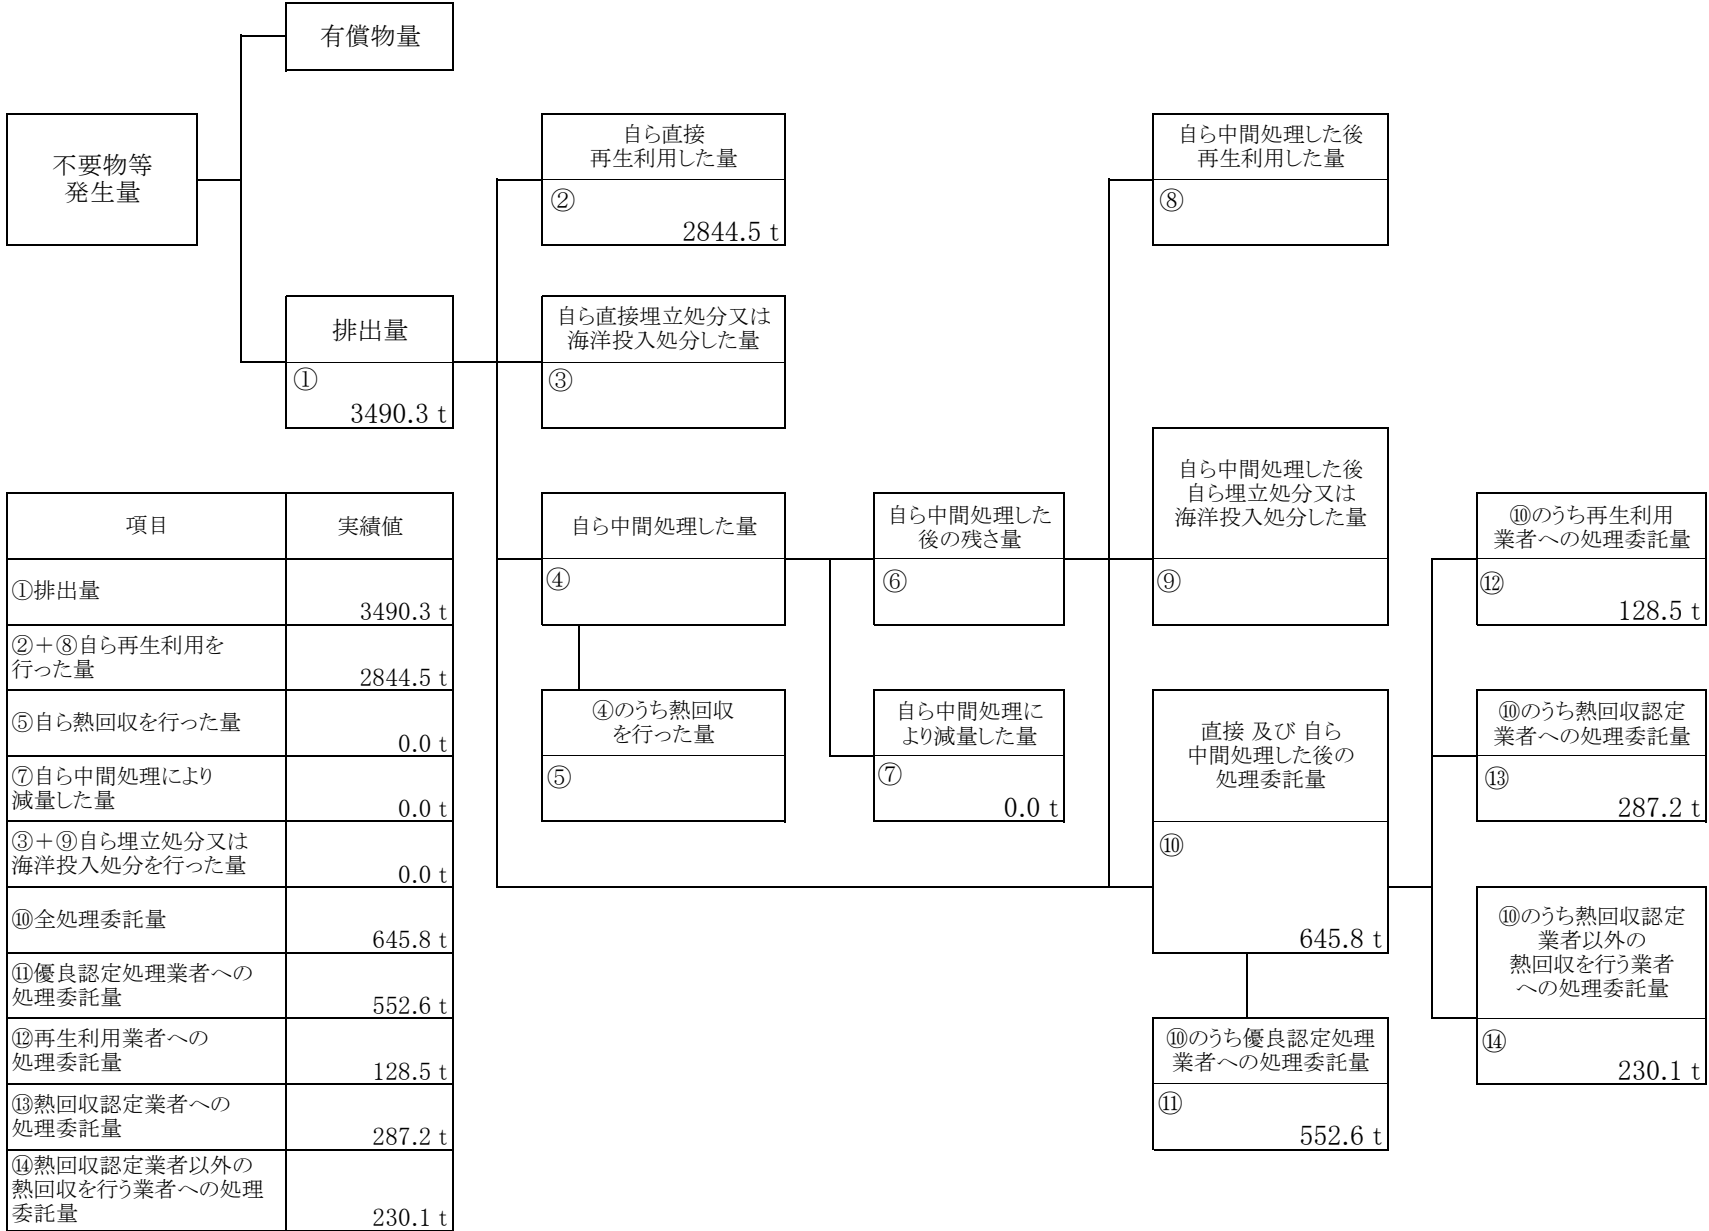 有償物量
不要物等
発生量
自ら直接
再生利用した量
②
2844.5 t
自ら中間処理した後
再生利用した量
⑧
排出量
①
3490.3 t
自ら直接埋立処分又は
海洋投入処分した量
③
自ら中間処理した量
④
自ら中間処理した
後の残さ量
⑥
自ら中間処理した後
自ら埋立処分又は
海洋投入処分した量
⑨
⑩のうち再生利用
業者への処理委託量
⑫
128.5 t
④のうち熱回収
を行った量
⑤
自ら中間処理に
より減量した量
⑦
0.0 t
直接 及び 自ら
中間処理した後の
処理委託量
⑩
645.8 t
⑩のうち熱回収認定
業者への処理委託量
⑬
287.2 t
⑩のうち熱回収認定
業者以外の
熱回収を行う業者
への処理委託量
⑭
230.1 t
⑩のうち優良認定処理
業者への処理委託量
⑪
552.6 t
項目 実績値
①排出量
3490.3 t
②＋⑧自ら再生利用を
行った量
2844.5 t
⑤自ら熱回収を行った量
0.0 t
⑦自ら中間処理により
減量した量
0.0 t
③＋⑨自ら埋立処分又は
海洋投入処分を行った量
0.0 t
⑩全処理委託量
645.8 t
⑪優良認定処理業者への
処理委託量
552.6 t
⑫再生利用業者への
処理委託量
128.5 t
⑬熱回収認定業者への
処理委託量
287.2 t
⑭熱回収認定業者以外の
熱回収を行う業者への処理
委託量
230.1 t